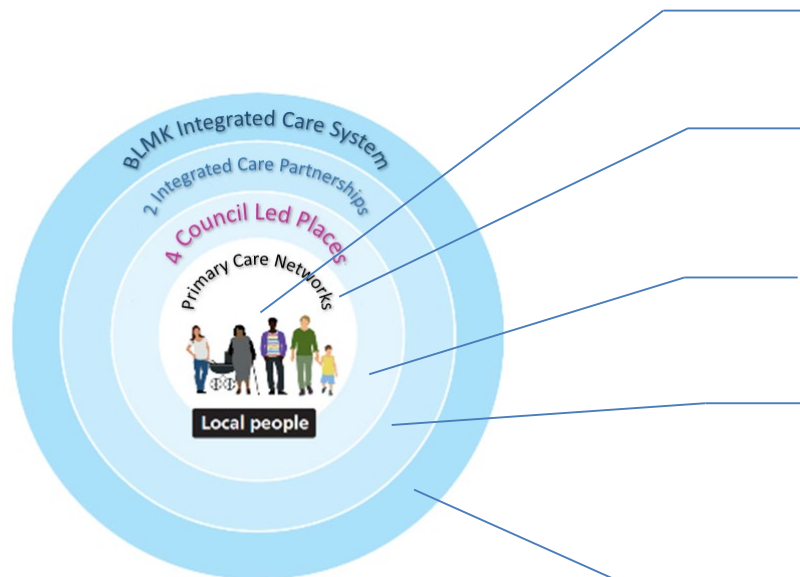 BLMK Integrated Care System
2 Integrated Care Partnerships
4 Council Led Places
Primary Care Networks
Local people